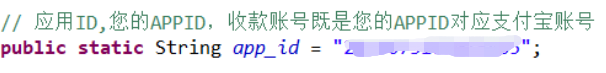 // 应用ID,您的APPID，收款账号既是您的APPID对应支付宝账号
public static String app_id = "2";